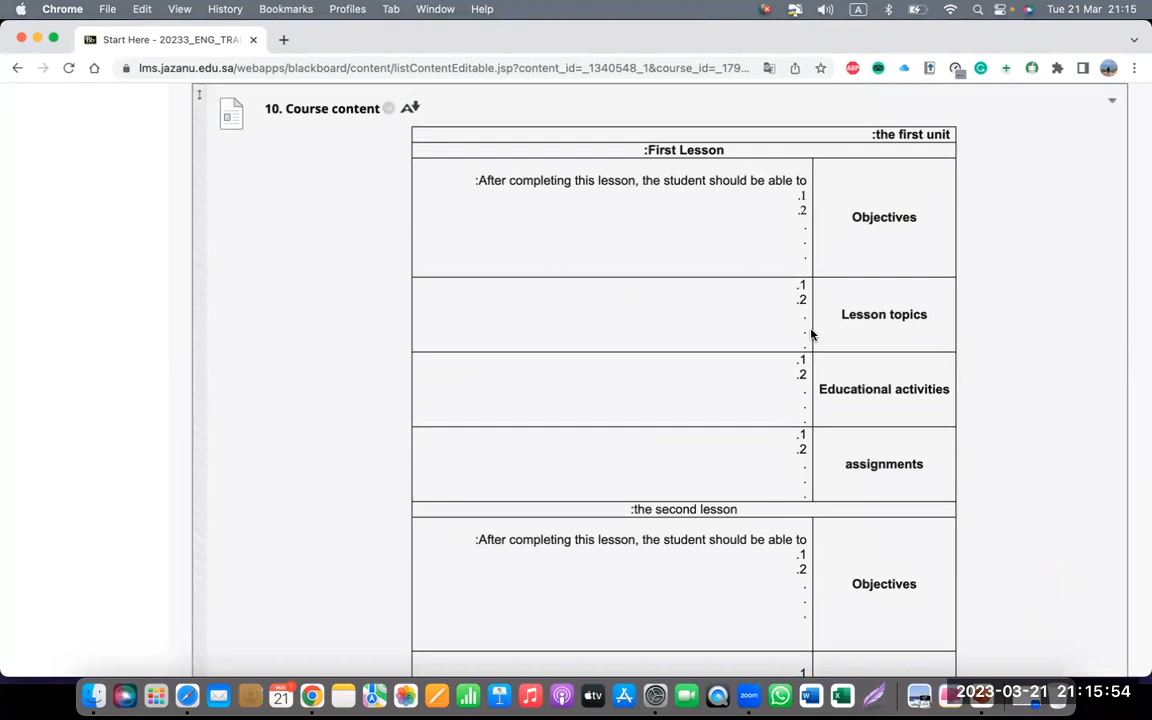 Chrome File Edit View History Bookmarks Profiles Tab Window Help A Tue 21 Mar 21:15
Start Here - 20233_ENG_TRA
lms.jazanu.edu.sa/webapps/blackboard/content/listContentEditable.jsp?content_id=_1340548_1&course_id=_179...
10. Course content
:the first unit
:First Lesson
:After completing this lesson, the student should be able to
.1
.2
.
.
.
Objectives
.1
.2
.
.
.
Lesson topics
.1
.2
.
.
.
Educational activities
.1
.2
.
.
.
assignments
:the second lesson
:After completing this lesson, the student should be able to
.1
.2
.
.
.
Objectives
1
2023-03-21 21:15:54